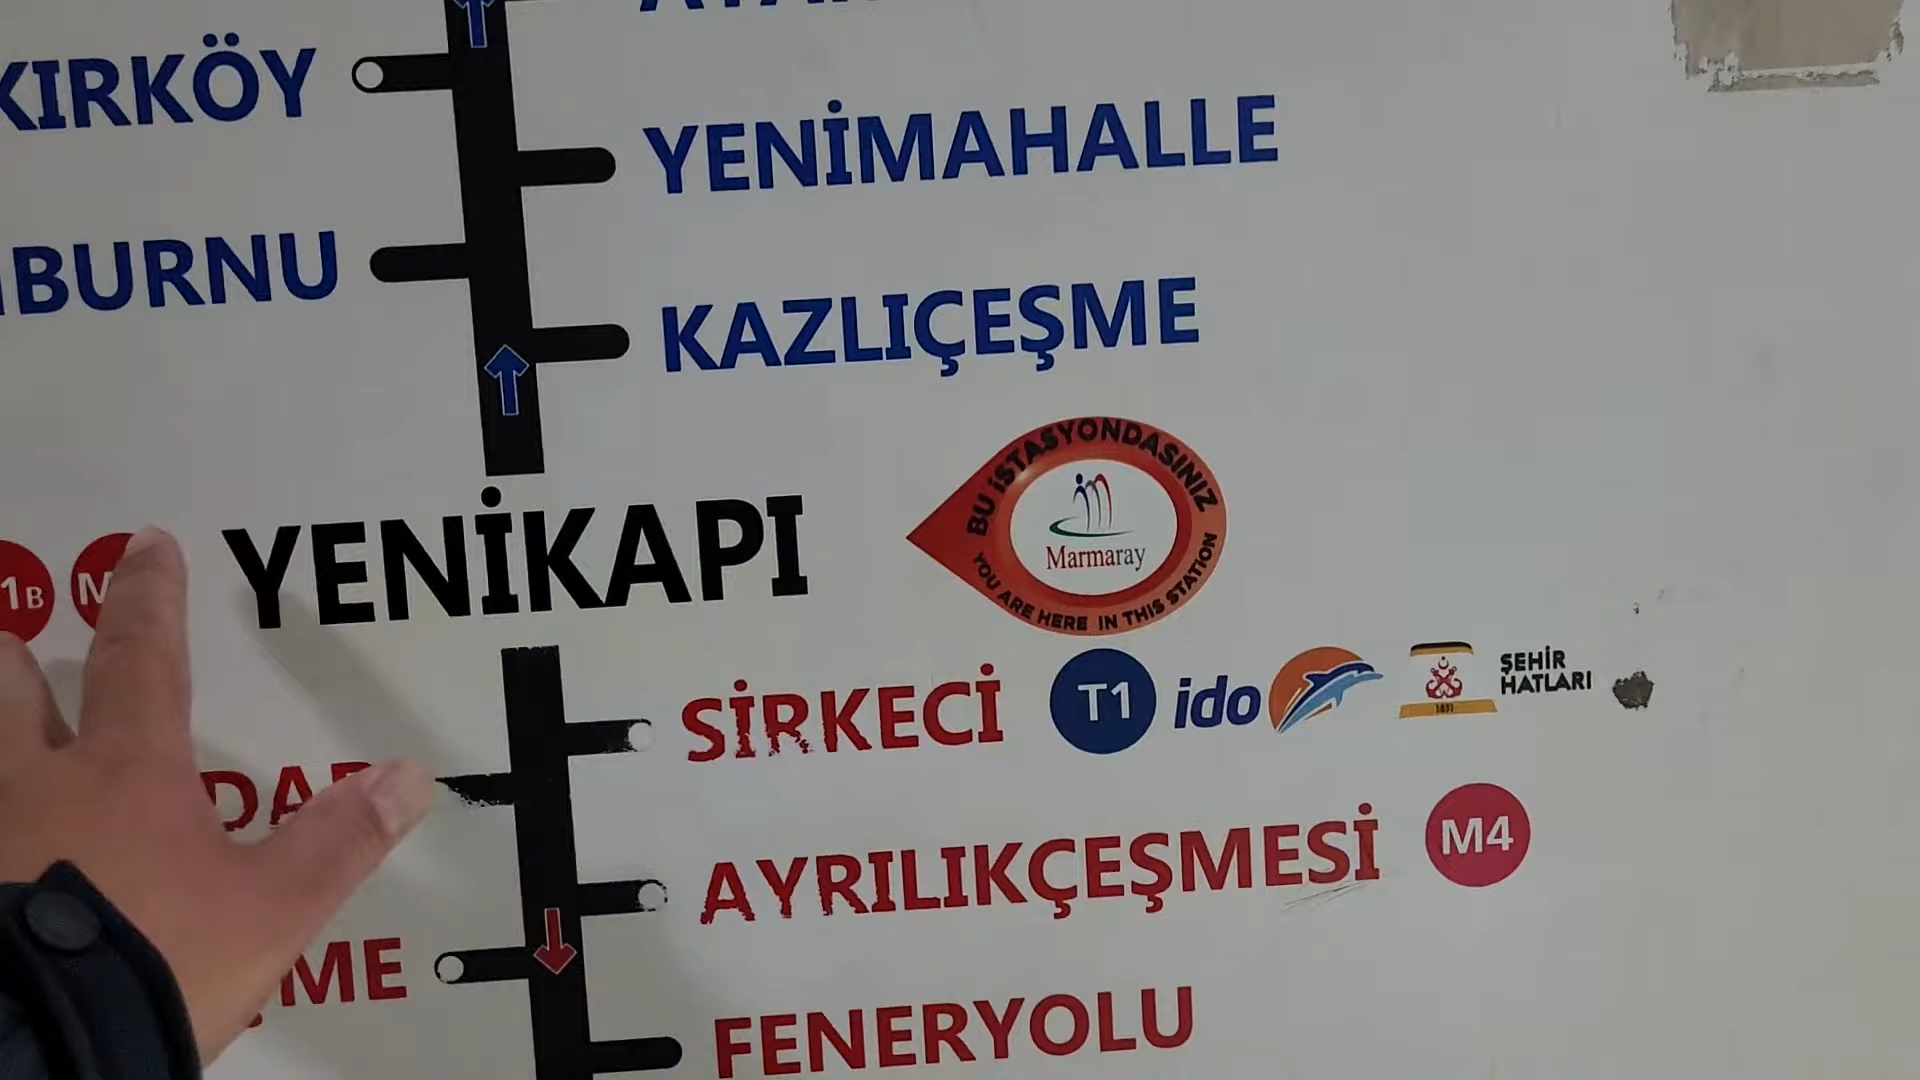 KIRKÖY
YENİMAHALLE
BURNU
KAZLIÇEŞME
1B
YENİKAPI
BU İSTASYONDASINIZ
Marmaray
YOU ARE HERE IN THIS STATION
SİRKECİ
T1
ido
1851
ŞEHİR
HATLARI
AYRILIKÇEŞMESİ
M4
ME
FENERYOLU